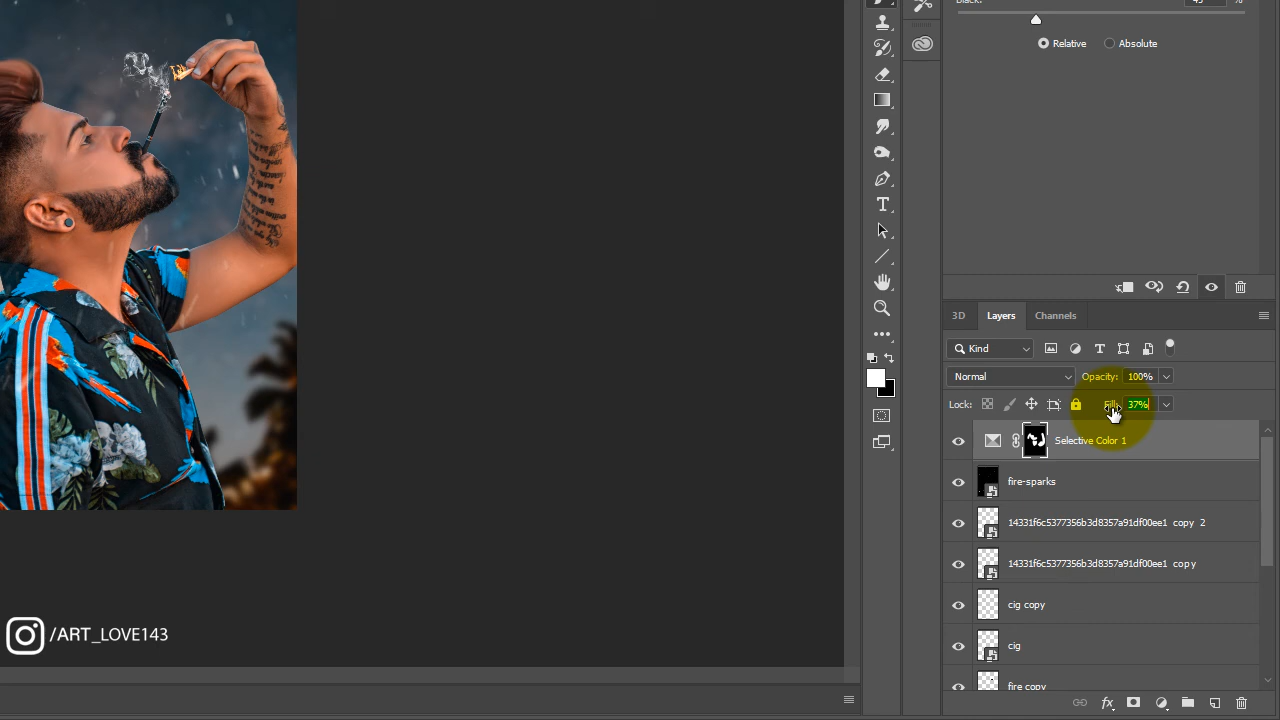 Black:
%
Relative
Absolute
3D
Layers
Channels
Kind
Normal
Opacity: 100%
Lock:
Fill: 37%
Selective Color 1
fire-sparks
14331f6c5377356b3d8357a91df00ee1 copy 2
14331f6c5377356b3d8357a91df00ee1 copy
cig copy
cig
fire copy
/ART_LOVE143